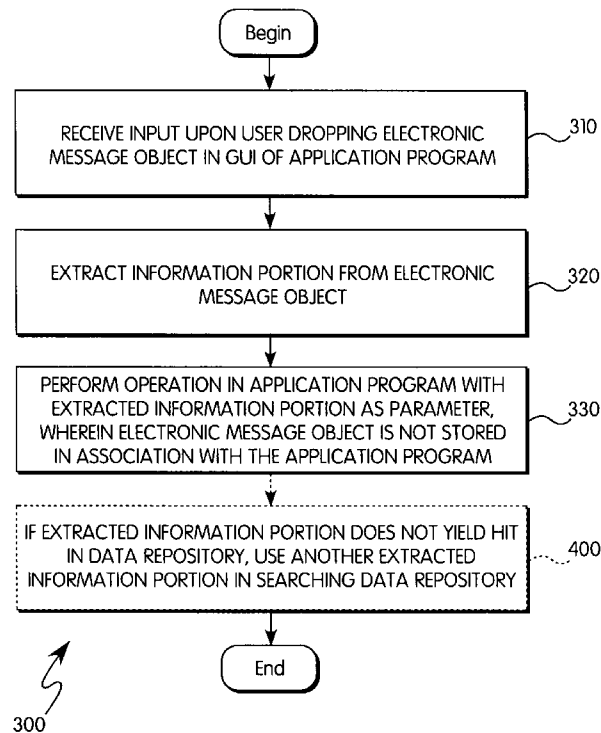 Begin
RECEIVE INPUT UPON USER DROPPING ELECTRONIC
MESSAGE OBJECT IN GUI OF APPLICATION PROGRAM
310
EXTRACT INFORMATION PORTION FROM ELECTRONIC
MESSAGE OBJECT
320
PERFORM OPERATION IN APPLICATION PROGRAM WITH
EXTRACTED INFORMATION PORTION AS PARAMETER,
WHEREIN ELECTRONIC MESSAGE OBJECT IS NOT STORED
IN ASSOCIATION WITH THE APPLICATION PROGRAM
330
IF EXTRACTED INFORMATION PORTION DOES NOT YIELD HIT
IN DATA REPOSITORY, USE ANOTHER EXTRACTED
INFORMATION PORTION IN SEARCHING DATA REPOSITORY
400
End
300